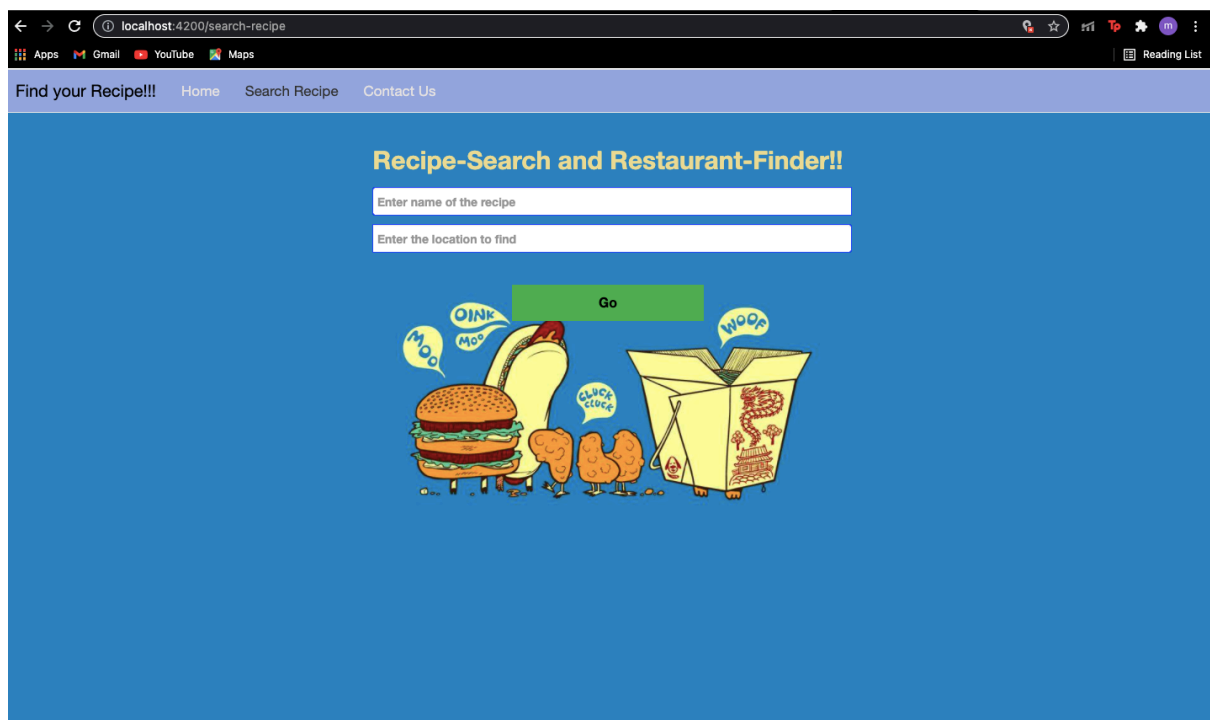 localhost:4200/search-recipe
Tp
m
Apps Gmail YouTube Maps Reading List
Find your Recipe!!! Home Search Recipe Contact Us
Recipe-Search and Restaurant-Finder!!
Enter name of the recipe
Enter the location to find
Go
OINK
MOO
MOO
WOOF
CLUCK
CLUCK